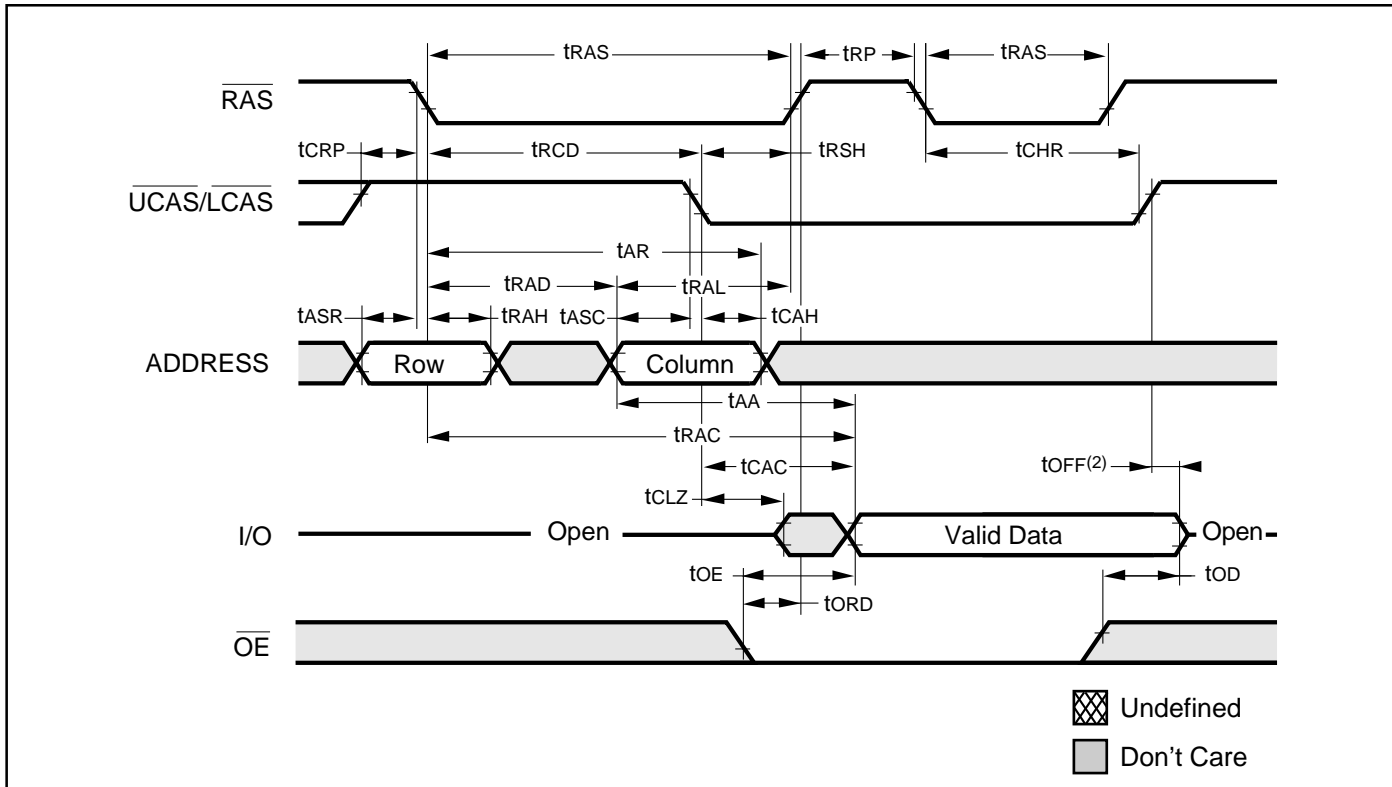 tRAS tRP tRAS
RAS
tCRP tRCD tRSH tCHR
UCAS/LCAS
tAR
tRAD tRAL
tASR tRAH tASC tCAH
ADDRESS Row Column
tAA
tRAC
tCAC tOFF(2)
tCLZ
I/O Open Valid Data Open
tOE tOD
tORD
OE
Undefined
Don't Care